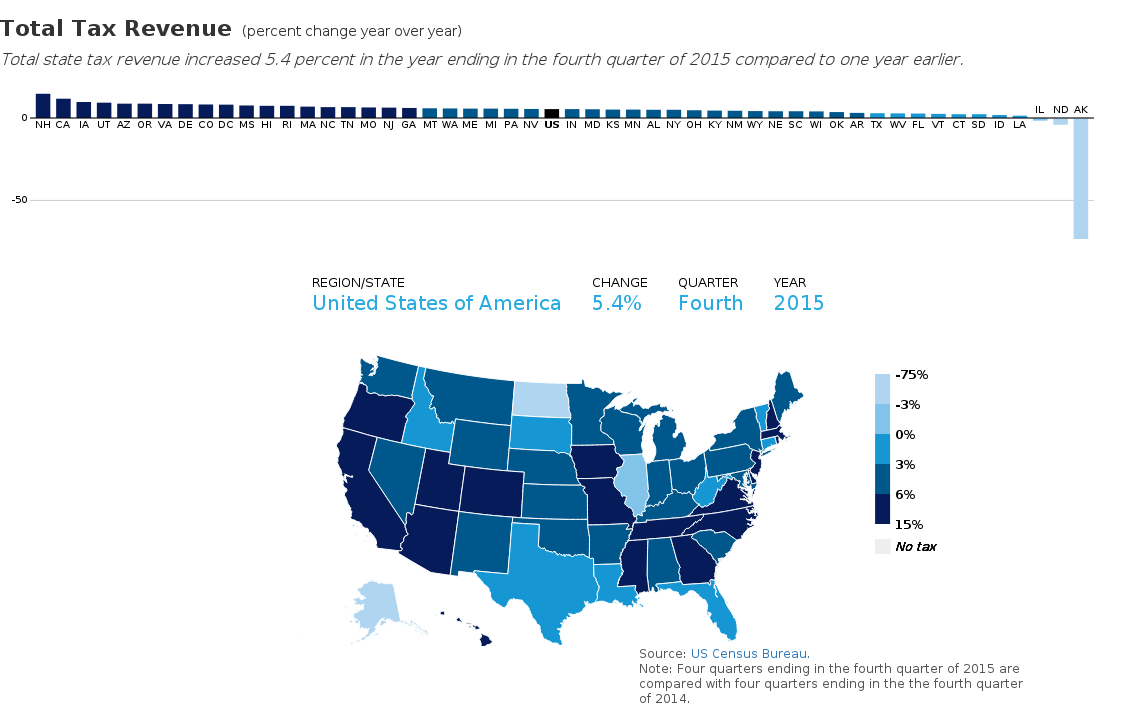 Total Tax Revenue (percent change year over year)
Total state tax revenue increased 5.4 percent in the year ending in the fourth quarter of 2015 compared to one year earlier.
IL ND AK
0
NH CA IA UT AZ OR VA DE CO DC MS HI RI MA NC TN MO NJ GA MT WA ME MI PA NV US IN MD KS MN AL NY OH KY NM WY NE SC WI OK AR TX WV FL VT CT SD ID LA
-50
REGION/STATE CHANGE QUARTER YEAR
United States of America 5.4% Fourth 2015
-75%
-3%
0%
3%
6%
15%
No tax
Source: US Census Bureau.
Note: Four quarters ending in the fourth quarter of 2015 are
compared with four quarters ending in the the fourth quarter
of 2014.